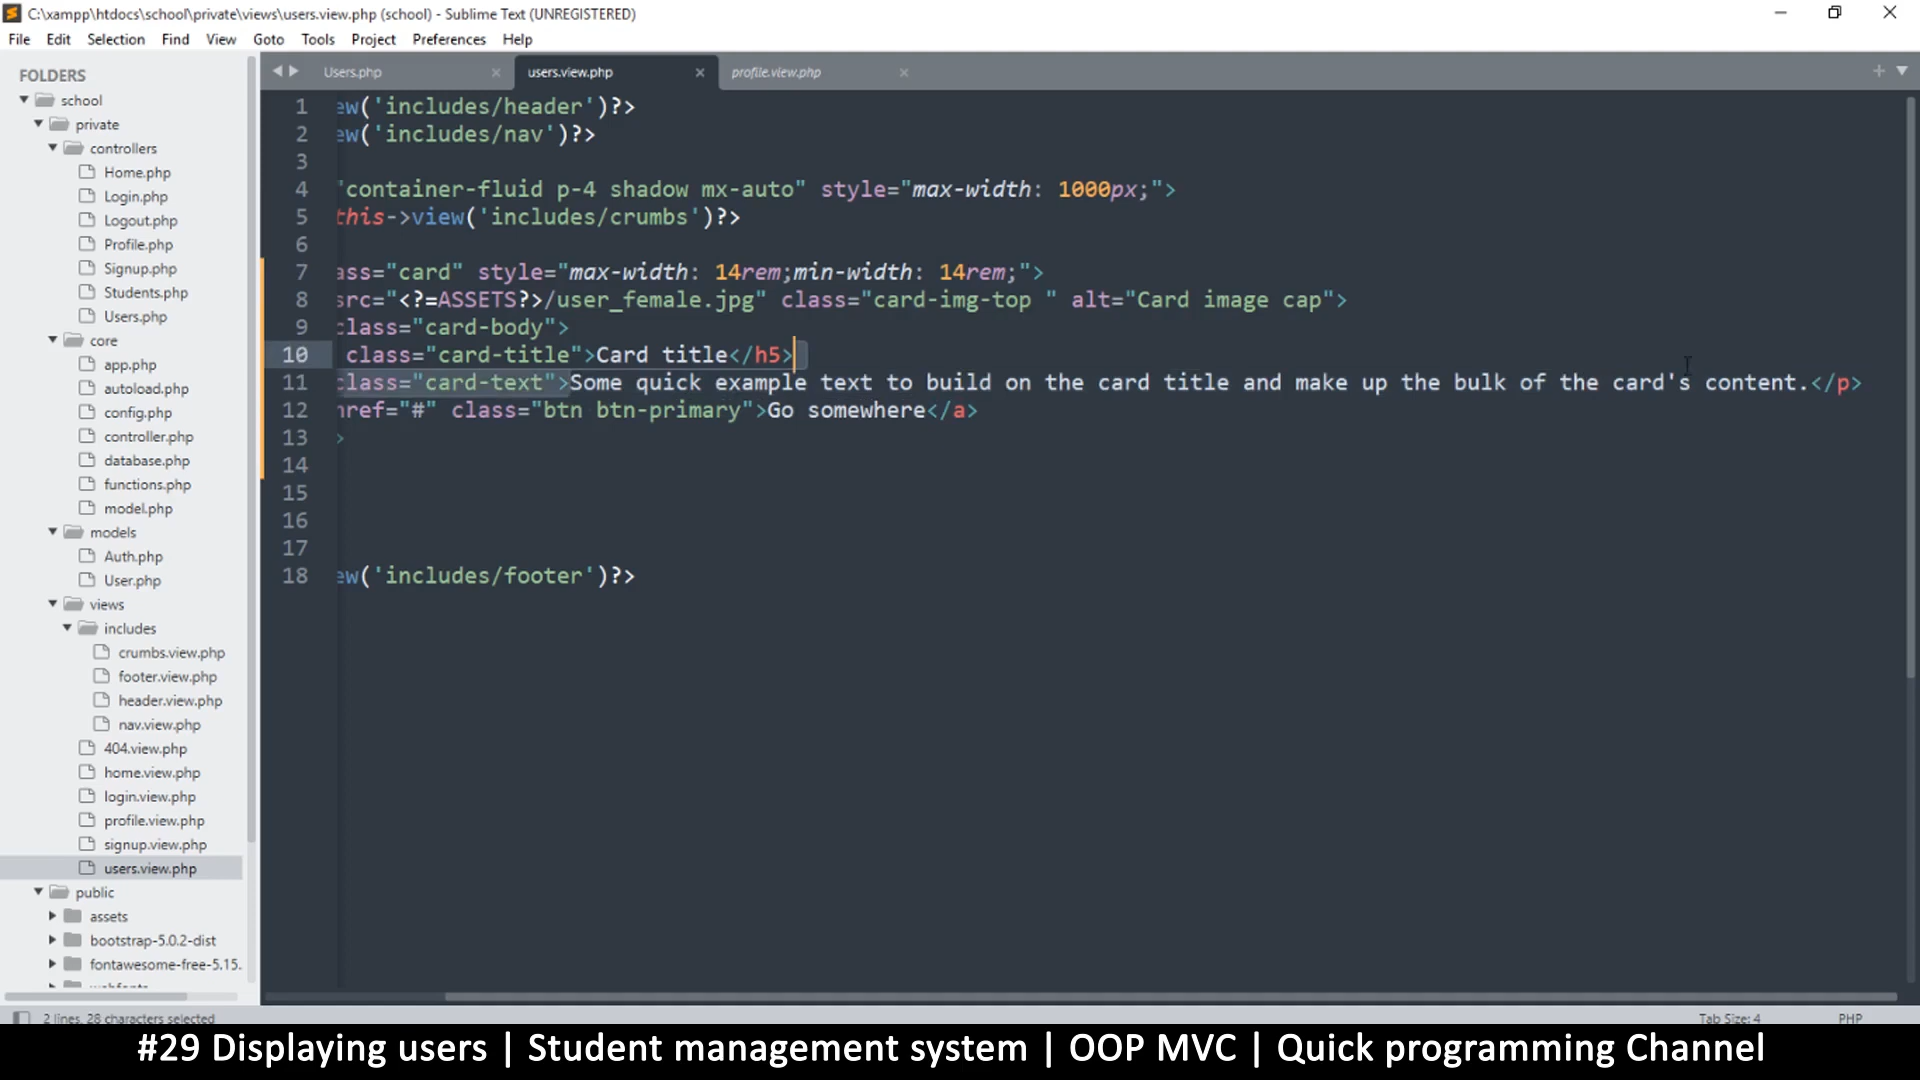 C:\xampp\htdocs\school\private\views\users.view.php (school) - Sublime Text (UNREGISTERED)
File Edit Selection Find View Goto Tools Project Preferences Help
FOLDERS
school
private
controllers
Home.php
Login.php
Logout.php
Profile.php
Signup.php
Students.php
Users.php
core
app.php
autoload.php
config.php
controller.php
database.php
functions.php
model.php
models
Auth.php
User.php
views
includes
crumbs.view.php
footer.view.php
header.view.php
nav.view.php
404.view.php
home.view.php
login.view.php
profile.view.php
signup.view.php
users.view.php
public
assets
bootstrap-5.0.2-dist
fontawesome-free-5.15.
Users.php users.view.php profile.view.php
1 ew('includes/header')?>
2 ew('includes/nav')?>
3
4 "container-fluid p-4 shadow mx-auto" style="max-width: 1000px;">
5 this->view('includes/crumbs')?>
6
7 ass="card" style="max-width: 14rem;min-width: 14rem;">
8 src="<?=ASSETS?>/user_female.jpg" class="card-img-top " alt="Card image cap">
9 class="card-body">
10 class="card-title">Card title</h5>
11 class="card-text">Some quick example text to build on the card title and make up the bulk of the card's content.</p>
12 href="#" class="btn btn-primary">Go somewhere</a>
13 >
14
15
16
17
18 ew('includes/footer')?>
2 lines, 28 characters selected
Tab Size: 4 PHP
#29 Displaying users | Student management system | OOP MVC | Quick programming Channel